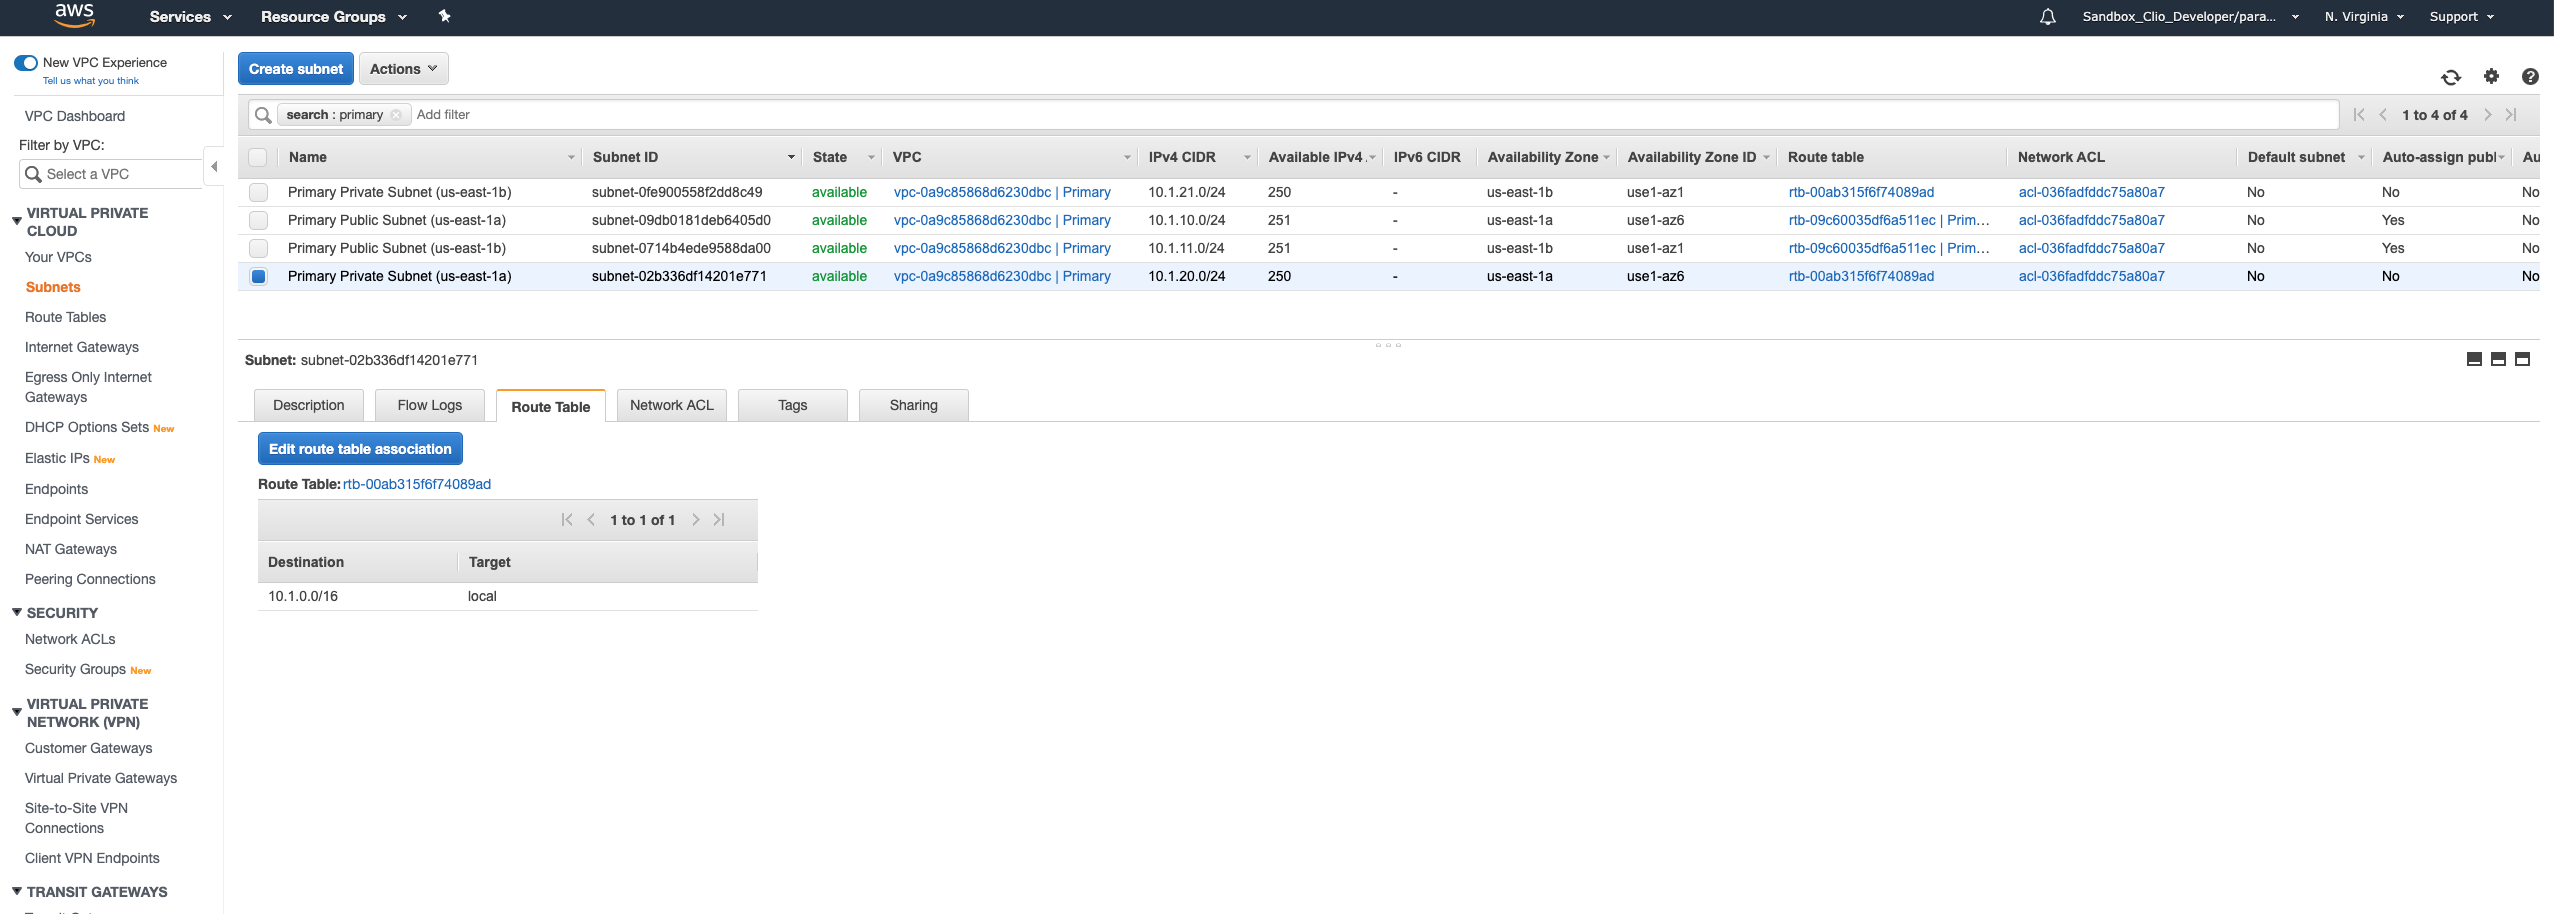 aws Services Resource Groups Sandbox_Clio_Developer/para... N. Virginia Support
New VPC Experience
Tell us what you think
VPC Dashboard
Filter by VPC:
Select a VPC
VIRTUAL PRIVATE
CLOUD
Your VPCs
Subnets
Route Tables
Internet Gateways
Egress Only Internet
Gateways
DHCP Options Sets New
Elastic IPs New
Endpoints
Endpoint Services
NAT Gateways
Peering Connections
SECURITY
Network ACLs
Security Groups New
VIRTUAL PRIVATE
NETWORK (VPN)
Customer Gateways
Virtual Private Gateways
Site-to-Site VPN
Connections
Client VPN Endpoints
TRANSIT GATEWAYS
Create subnet Actions
search : primary Add filter 1 to 4 of 4
Name Subnet ID State VPC IPv4 CIDR Available IPv4 IPv6 CIDR Availability Zone Availability Zone ID Route table Network ACL Default subnet Auto-assign publ Au
Primary Private Subnet (us-east-1b) subnet-0fe900558f2dd8c49 available vpc-0a9c85868d6230dbc | Primary 10.1.21.0/24 250 - us-east-1b use1-az1 rtb-00ab315f6f74089ad acl-036fadfddc75a80a7 No No No
Primary Public Subnet (us-east-1a) subnet-09db0181deb6405d0 available vpc-0a9c85868d6230dbc | Primary 10.1.10.0/24 251 - us-east-1a use1-az6 rtb-09c60035df6a511ec | Prim... acl-036fadfddc75a80a7 No Yes No
Primary Public Subnet (us-east-1b) subnet-0714b4ede9588da00 available vpc-0a9c85868d6230dbc | Primary 10.1.11.0/24 251 - us-east-1b use1-az1 rtb-09c60035df6a511ec | Prim... acl-036fadfddc75a80a7 No Yes No
Primary Private Subnet (us-east-1a) subnet-02b336df14201e771 available vpc-0a9c85868d6230dbc | Primary 10.1.20.0/24 250 - us-east-1a use1-az6 rtb-00ab315f6f74089ad acl-036fadfddc75a80a7 No No No
Subnet: subnet-02b336df14201e771
Description Flow Logs Route Table Network ACL Tags Sharing
Edit route table association
Route Table: rtb-00ab315f6f74089ad
1 to 1 of 1
Destination Target
10.1.0.0/16 local